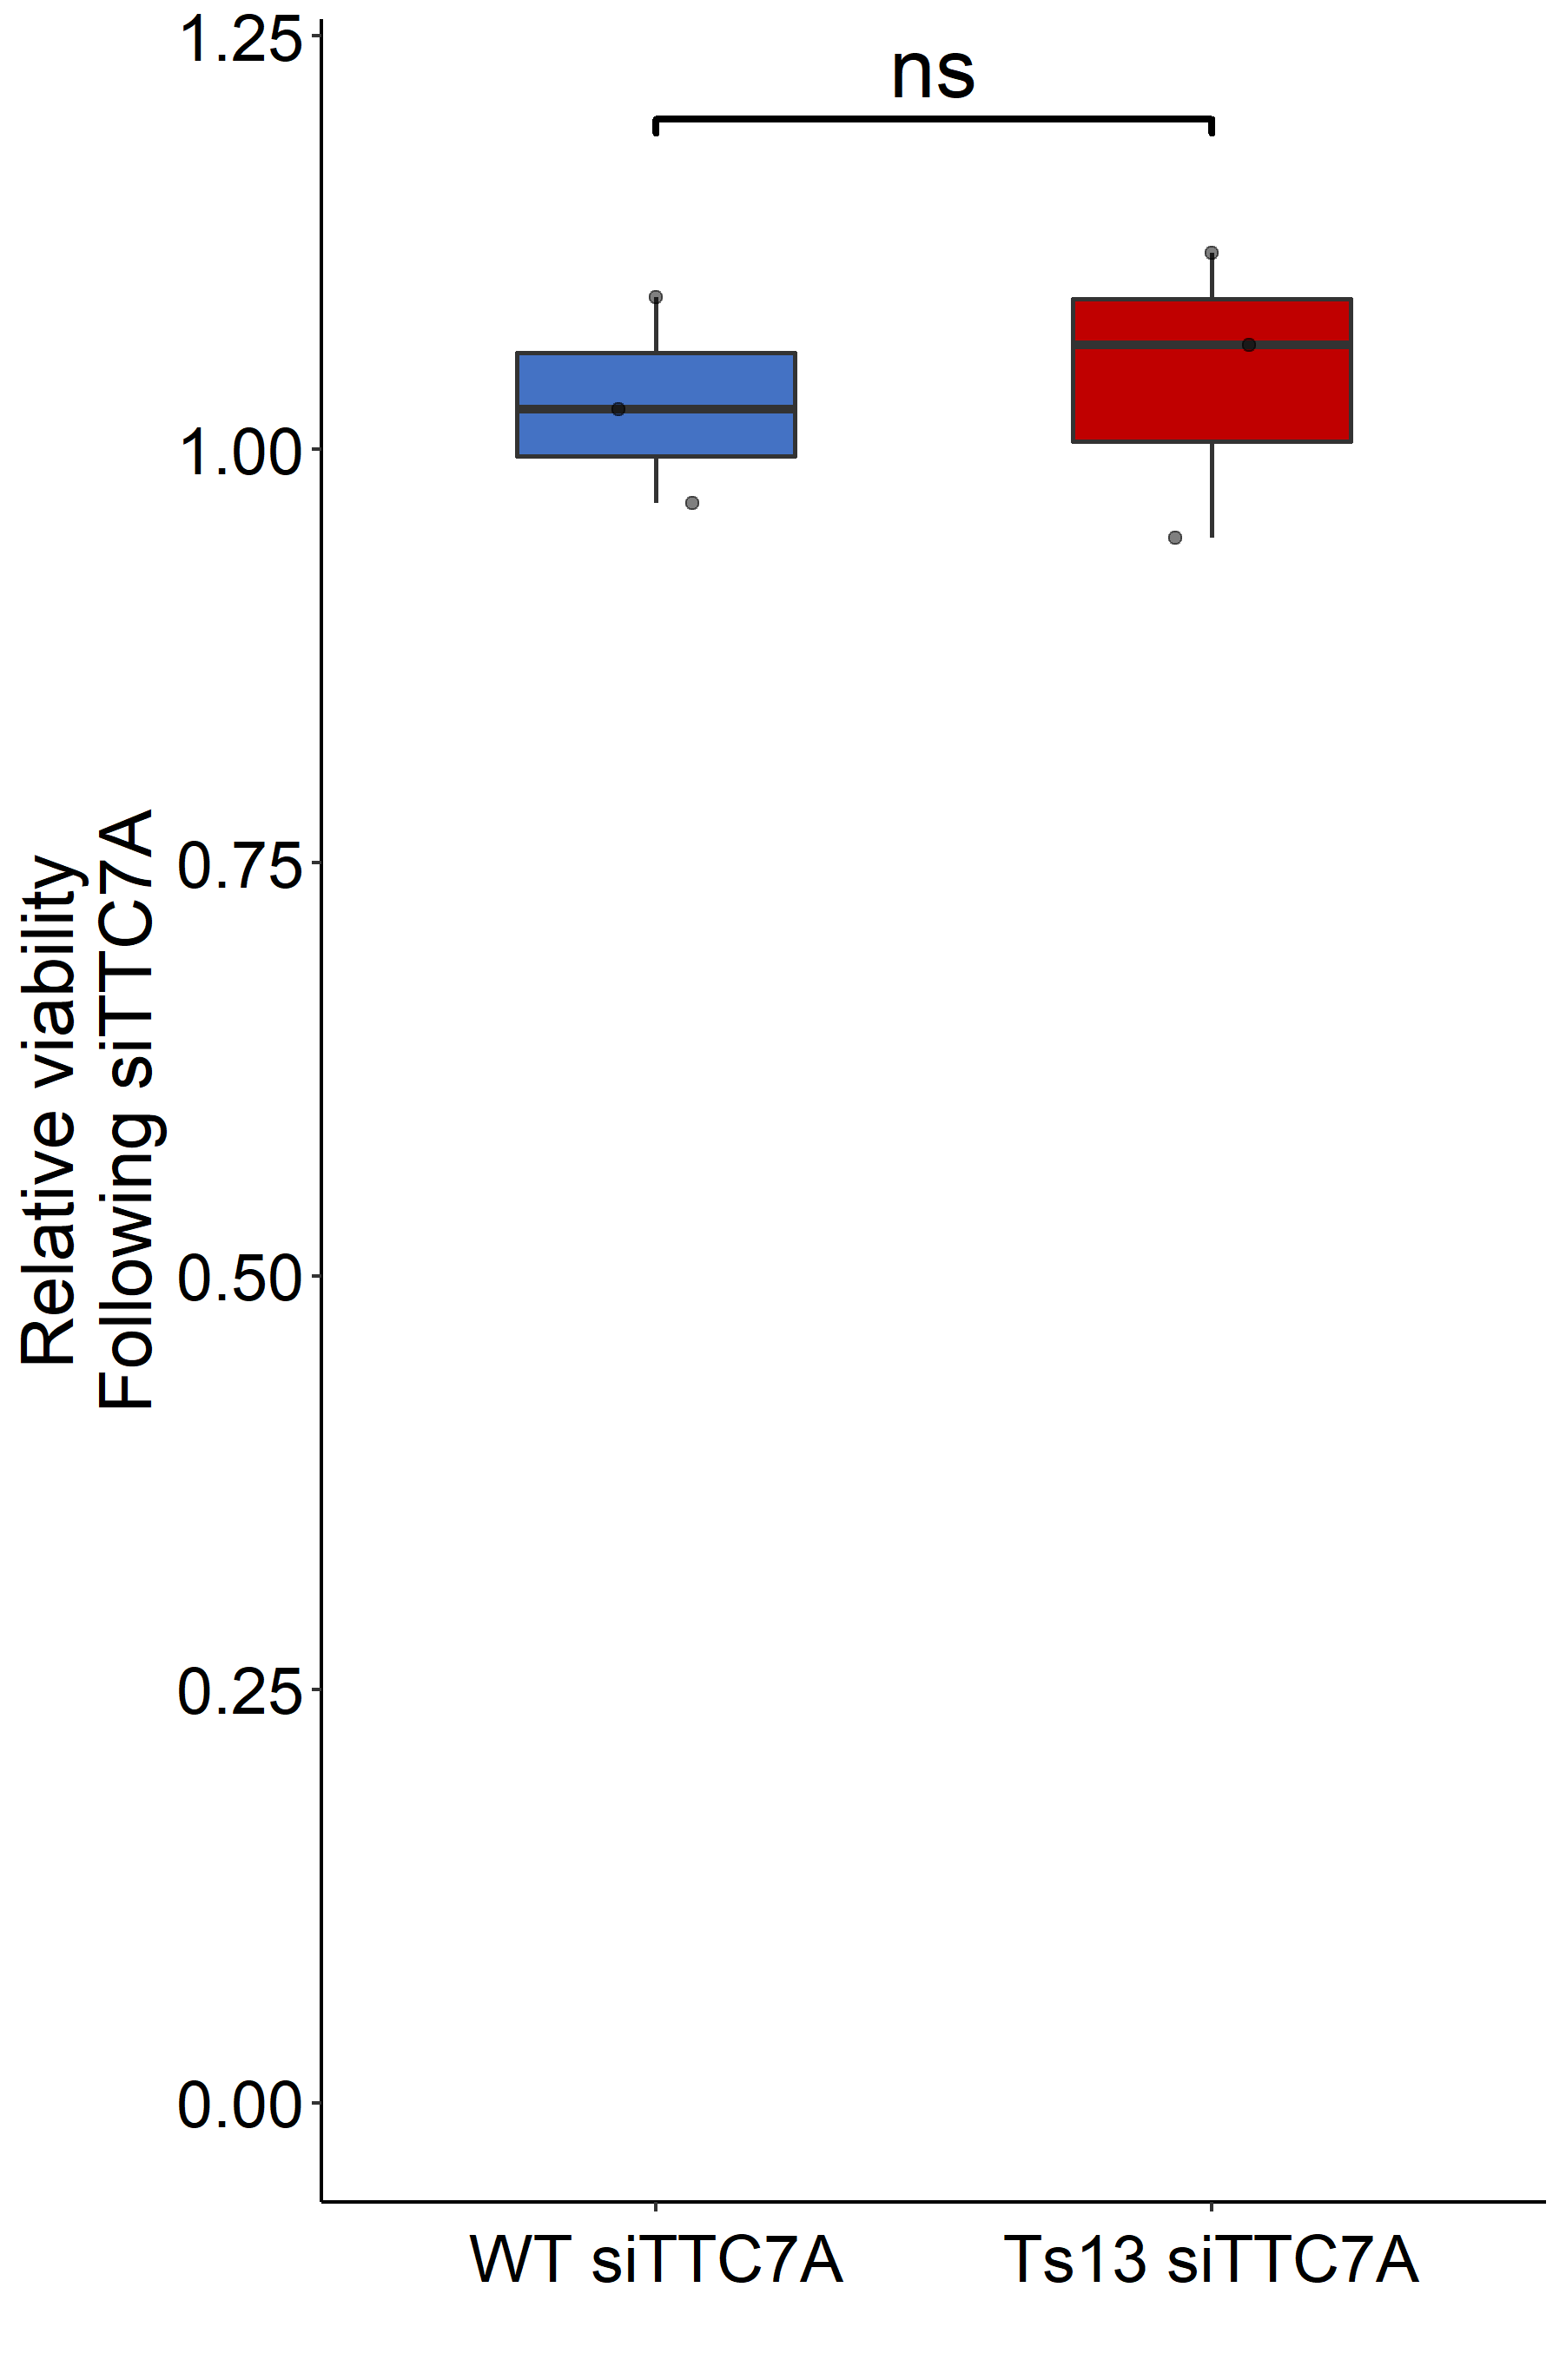 1.25
ns
1.00
0.75
0.50
0.25
0.00
Relative viability
Following siTTC7A
WT siTTC7A
Ts13 siTTC7A